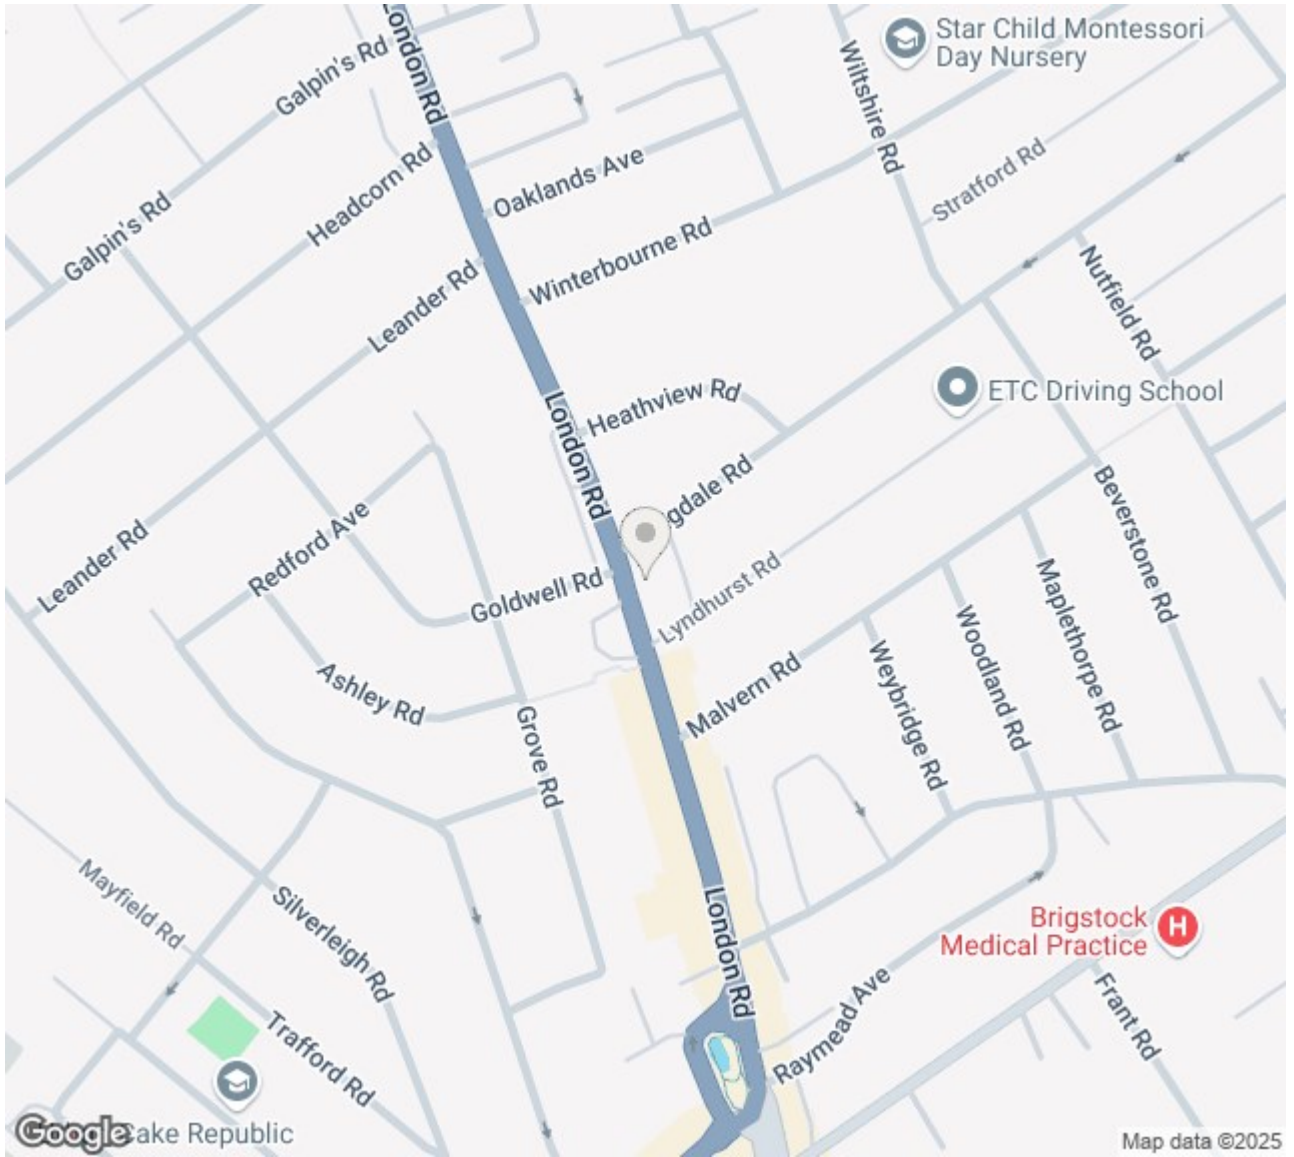 London Rd
Galpin's Rd
Star Child Montessori
Day Nursery
Wiltshire Rd
Headcorn Rd
Oaklands Ave
Stratford Rd
Galpin's Rd
Leander Rd
Winterbourne Rd
Nutfield Rd
London Rd
Heathview Rd
ETC Driving School
gdale Rd
Leander Rd
Redford Ave
Goldwell Rd
Lyndhurst Rd
Beverstone Rd
Maplethorpe Rd
Woodland Rd
Weybridge Rd
Ashley Rd
Malvern Rd
Grove Rd
Mayfield Rd
Silverleigh Rd
London Rd
Brigstock
Medical Practice
Raymead Ave
Frant Rd
Trafford Rd
Google
Cake Republic
Map data ©2025